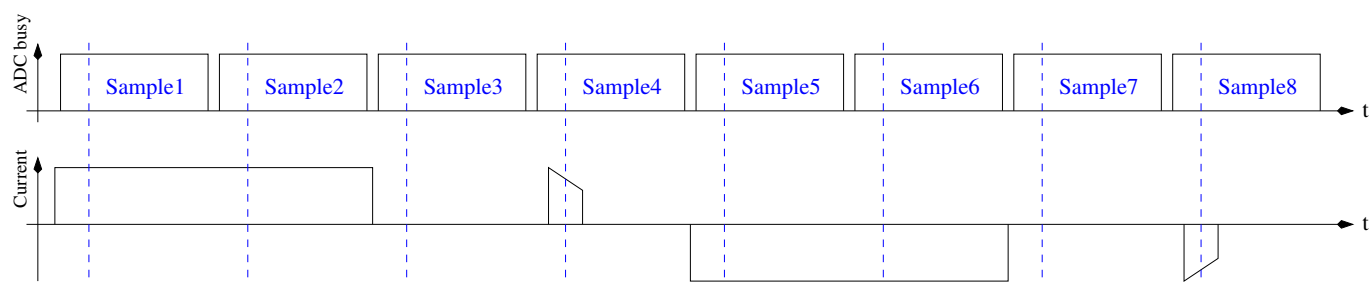 ADC busy
Sample1 Sample2 Sample3 Sample4 Sample5 Sample6 Sample7 Sample8
t
Current
t